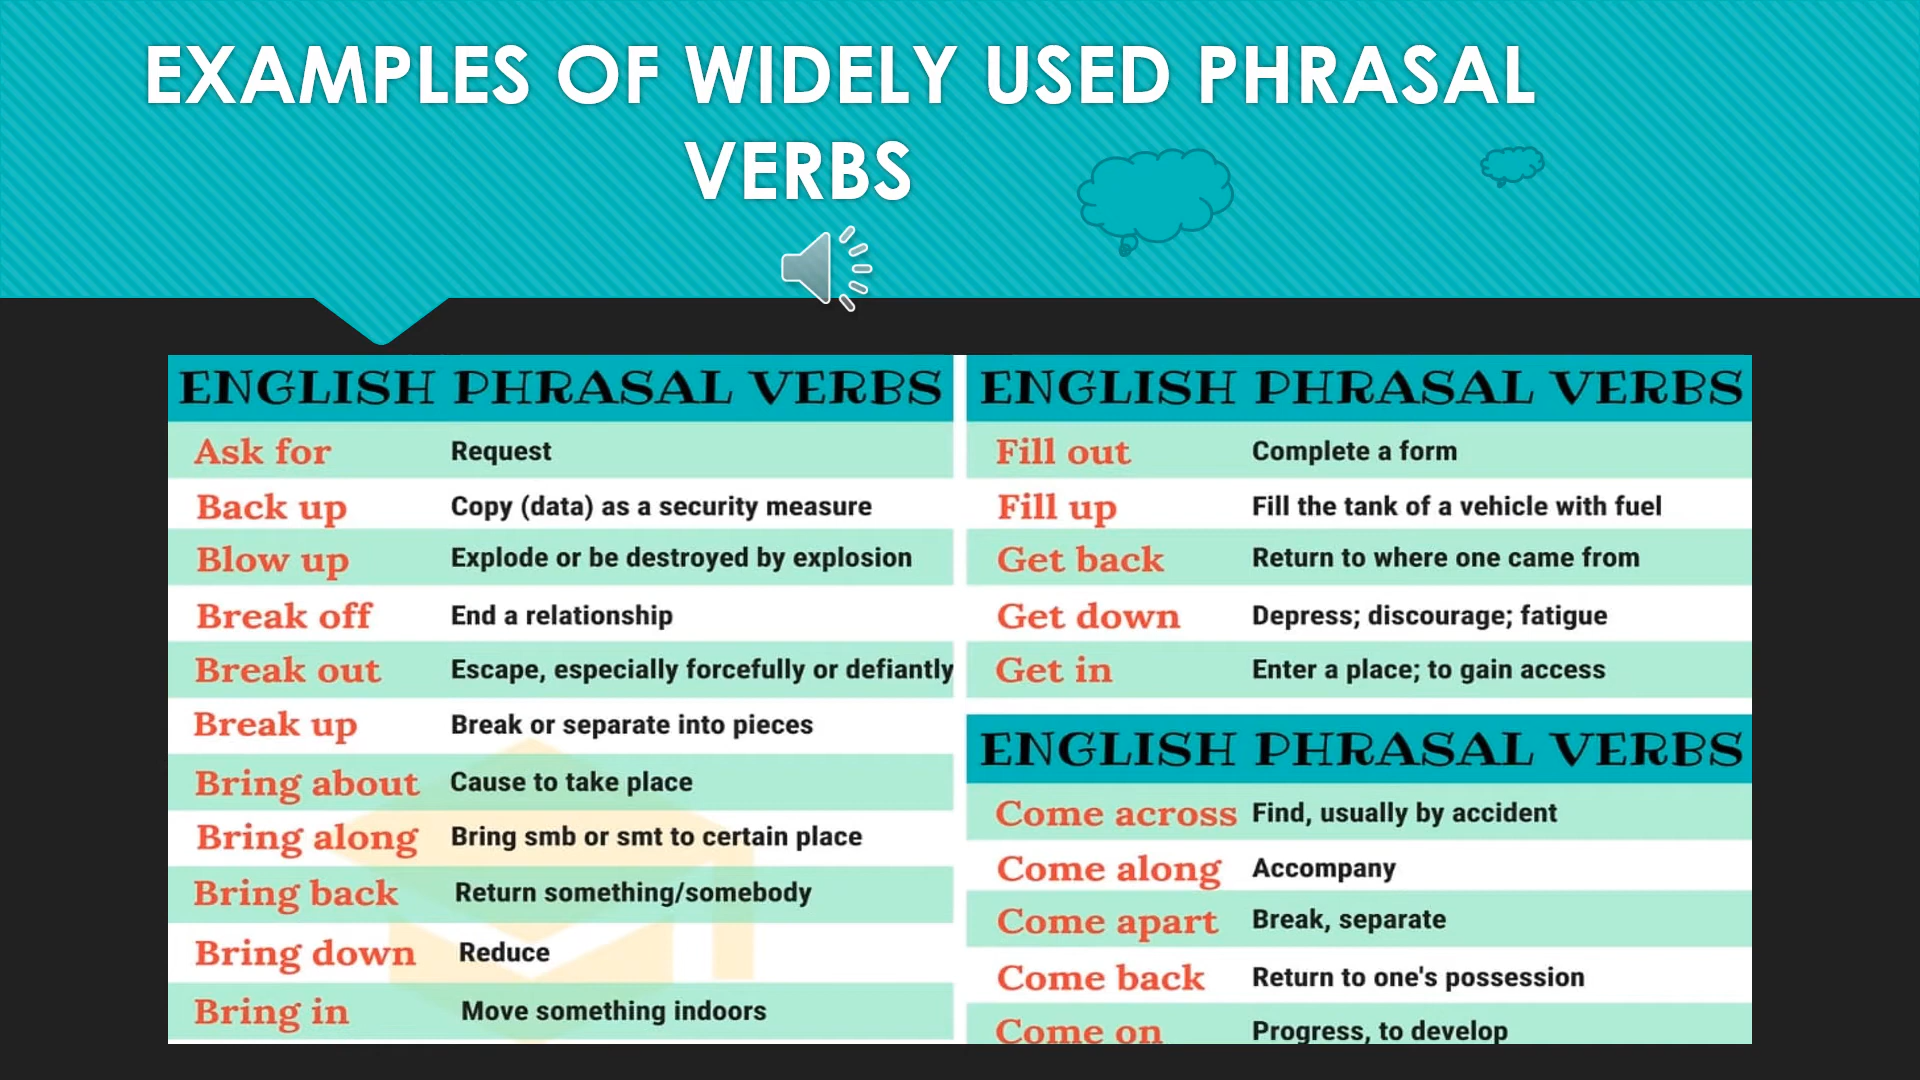 EXAMPLES OF WIDELY USED PHRASAL
VERBS
ENGLISH PHRASAL VERBS
Ask for Request
Back up Copy (data) as a security measure
Blow up Explode or be destroyed by explosion
Break off End a relationship
Break out Escape, especially forcefully or defiantly
Break up Break or separate into pieces
Bring about Cause to take place
Bring along Bring smb or smt to certain place
Bring back Return something/somebody
Bring down Reduce
Bring in Move something indoors
ENGLISH PHRASAL VERBS
Fill out Complete a form
Fill up Fill the tank of a vehicle with fuel
Get back Return to where one came from
Get down Depress; discourage; fatigue
Get in Enter a place; to gain access
ENGLISH PHRASAL VERBS
Come across Find, usually by accident
Come along Accompany
Come apart Break, separate
Come back Return to one's possession
Come on Progress, to develop